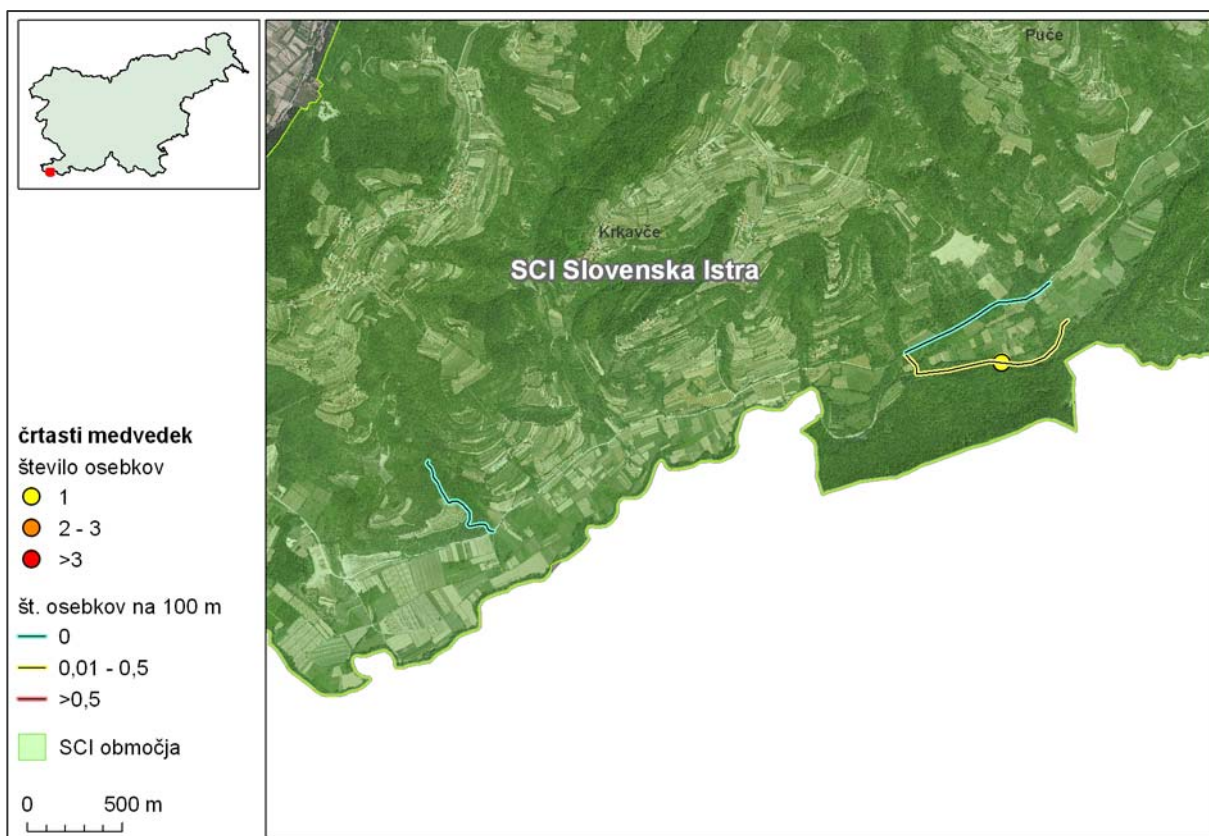 Puče
Krkavče
SCI Slovenska Istra
črtasti medvedek
število osebkov
1
2 - 3
>3
št. osebkov na 100 m
0
0,01 - 0,5
>0,5
SCI območja
0 500 m